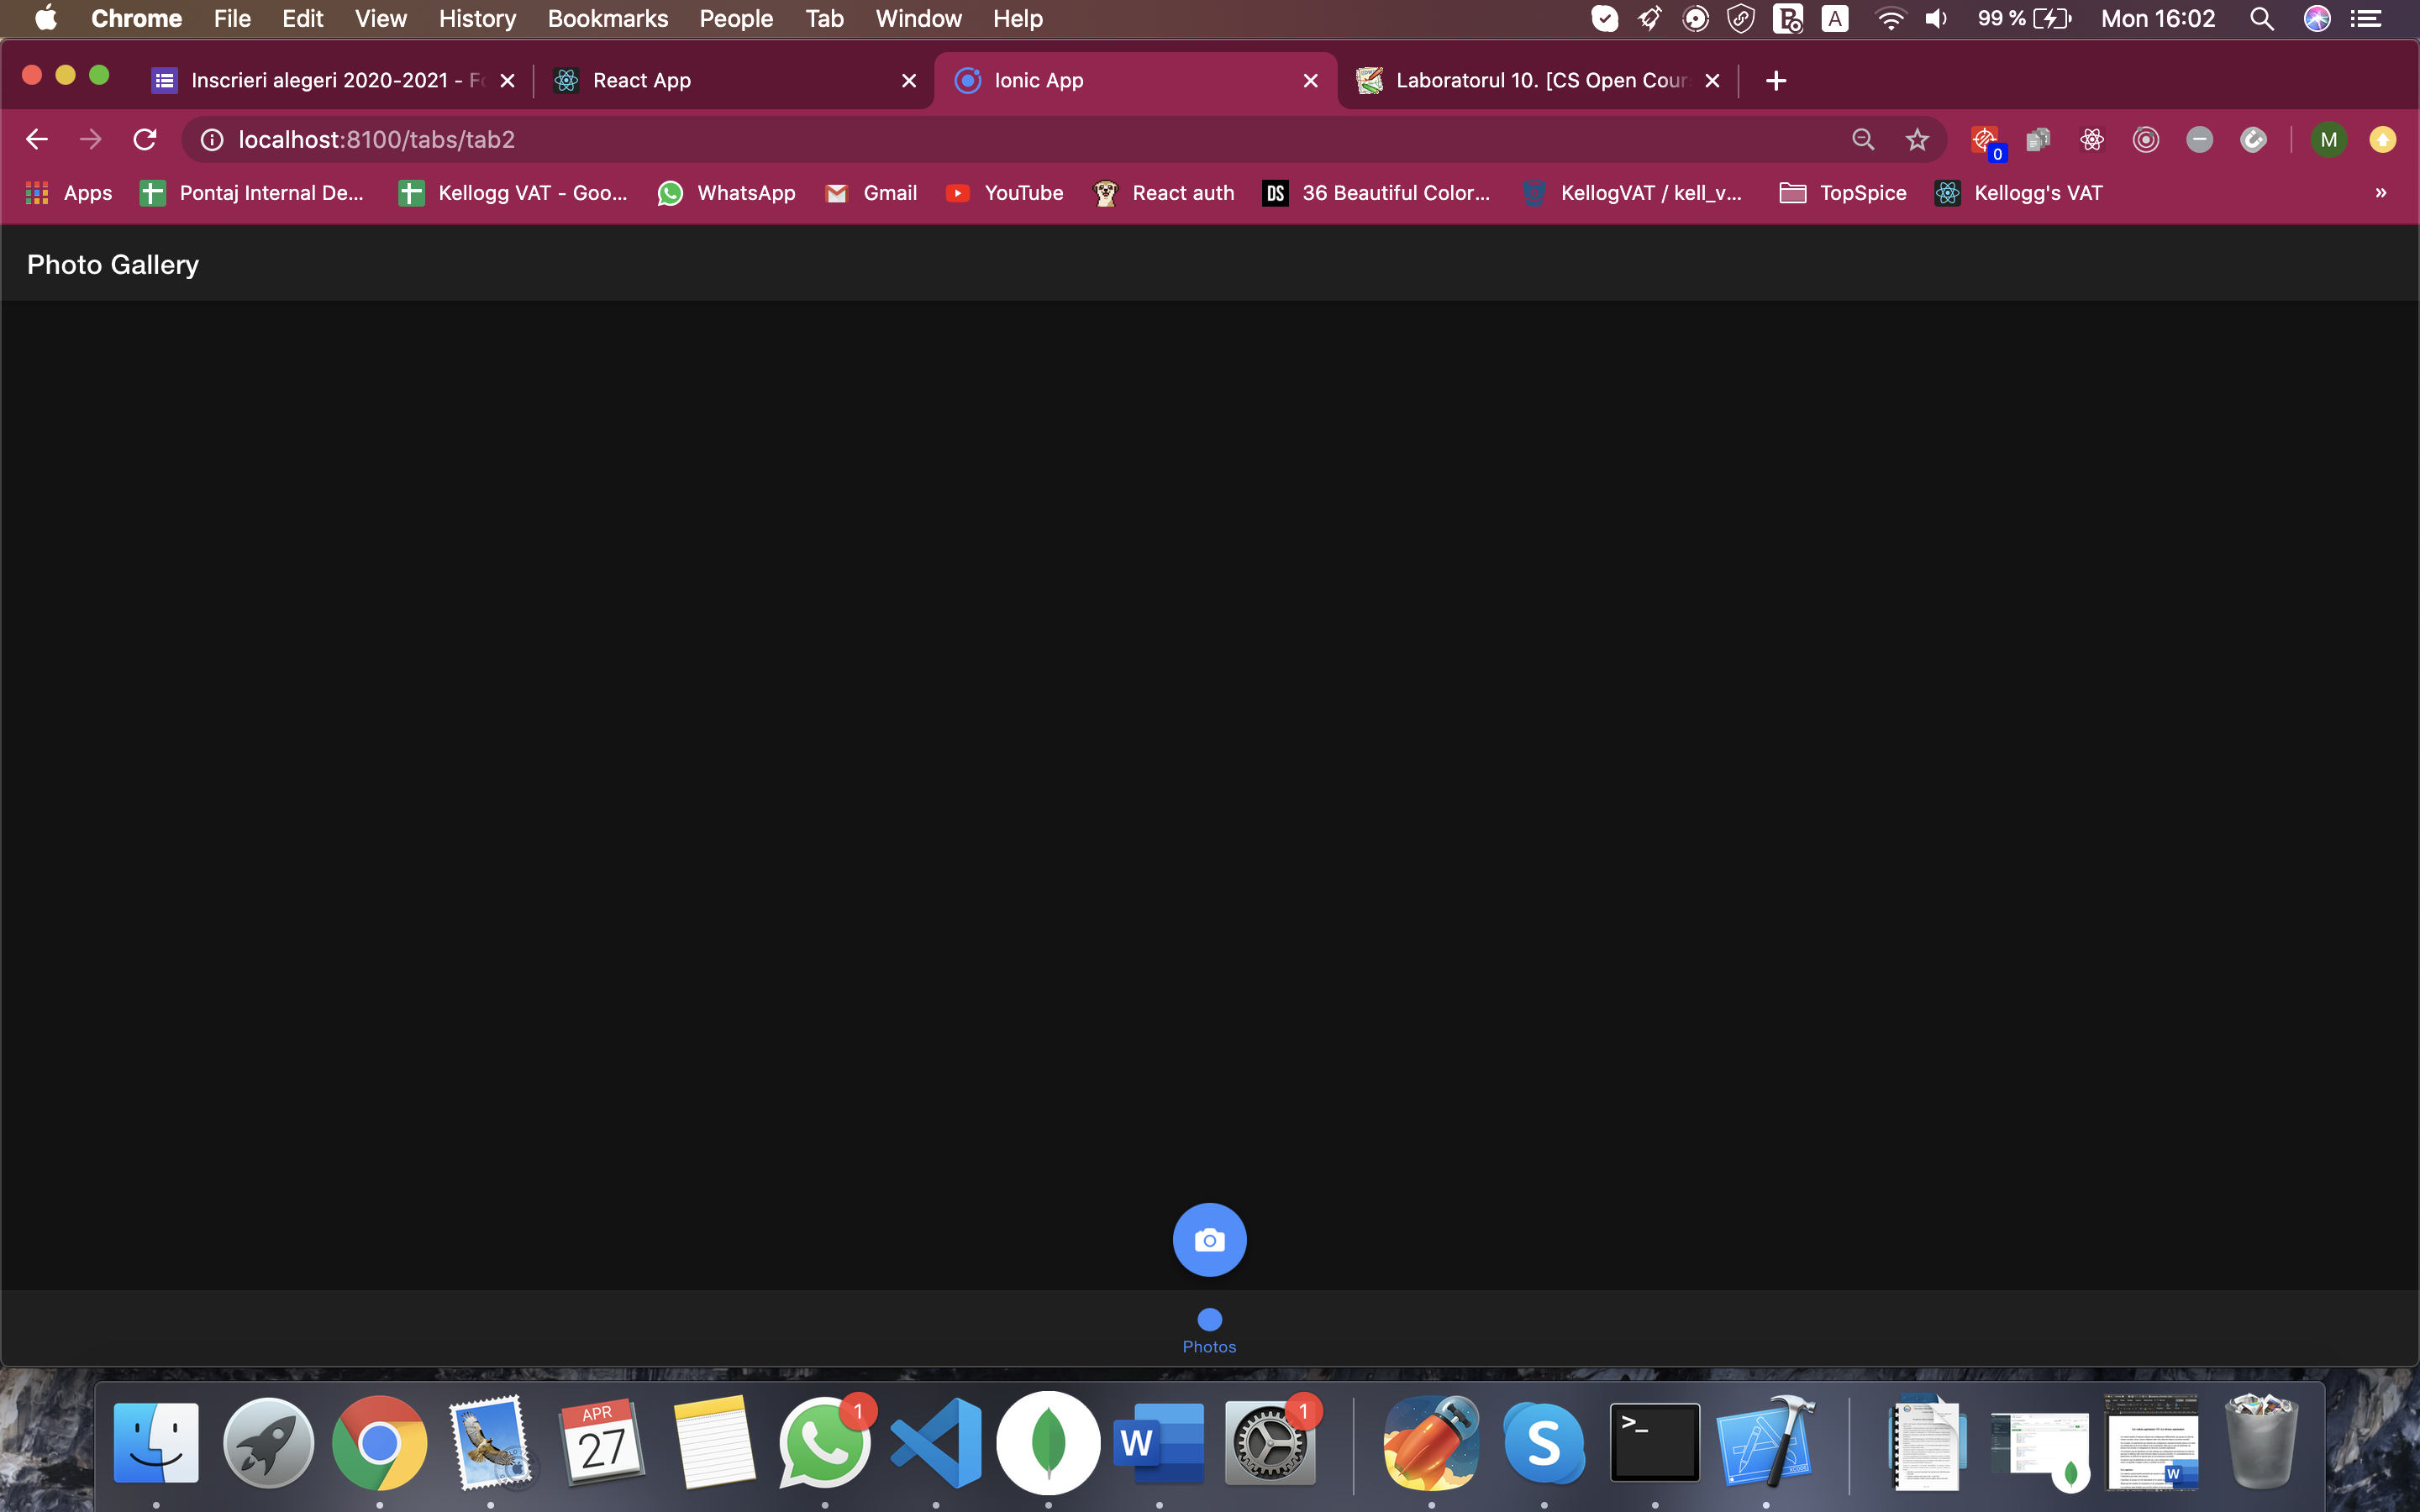 Chrome File Edit View History Bookmarks People Tab Window Help A 99 % Mon 16:02
Inscrieri alegeri 2020-2021 - Fo React App Ionic App Laboratorul 10. [CS Open Cour
localhost:8100/tabs/tab2 0 M
Apps Pontaj Internal De... Kellogg VAT - Goo... WhatsApp Gmail YouTube React auth DS 36 Beautiful Color... KellogVAT / kell_v... TopSpice Kellogg's VAT »
Photo Gallery
Photos
APR
27
1
W
1
S
>_
W